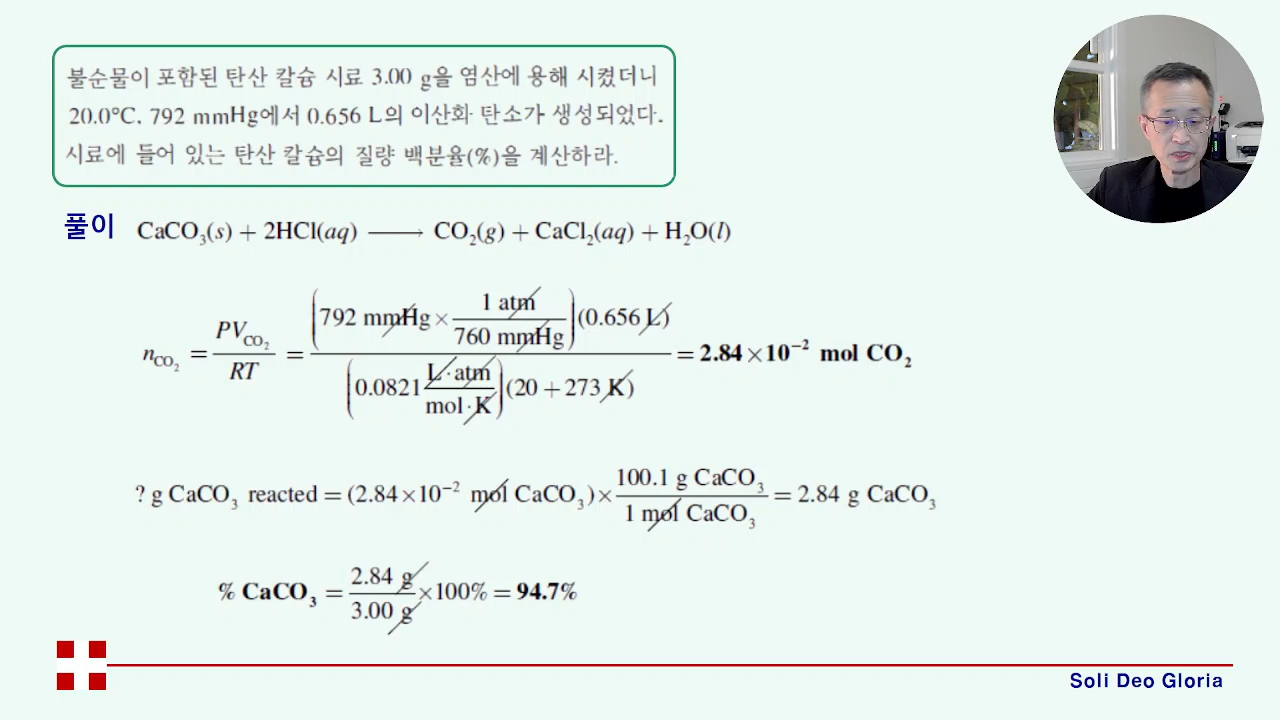 불순물이 포함된 탄산 칼슘 시료 3.00 g을 염산에 용해 시켰더니
20.0°C, 792 mmHg에서 0.656 L의 이산화 탄소가 생성되었다.
시료에 들어 있는 탄산 칼슘의 질량 백분율(%)을 계산하라.
풀이 CaCO₃(s) + 2HCl(aq) ⟶ CO₂(g) + CaCl₂(aq) + H₂O(l)
n_CO₂ = PV_CO₂ / RT = (792 mmHg × 1 atm / 760 mmHg)(0.656 L) / (0.0821 L·atm / mol·K)(20 + 273 K) = 2.84 × 10⁻² mol CO₂
? g CaCO₃ reacted = (2.84 × 10⁻² mol CaCO₃) × 100.1 g CaCO₃ / 1 mol CaCO₃ = 2.84 g CaCO₃
% CaCO₃ = 2.84 g / 3.00 g × 100% = 94.7%
Soli Deo Gloria